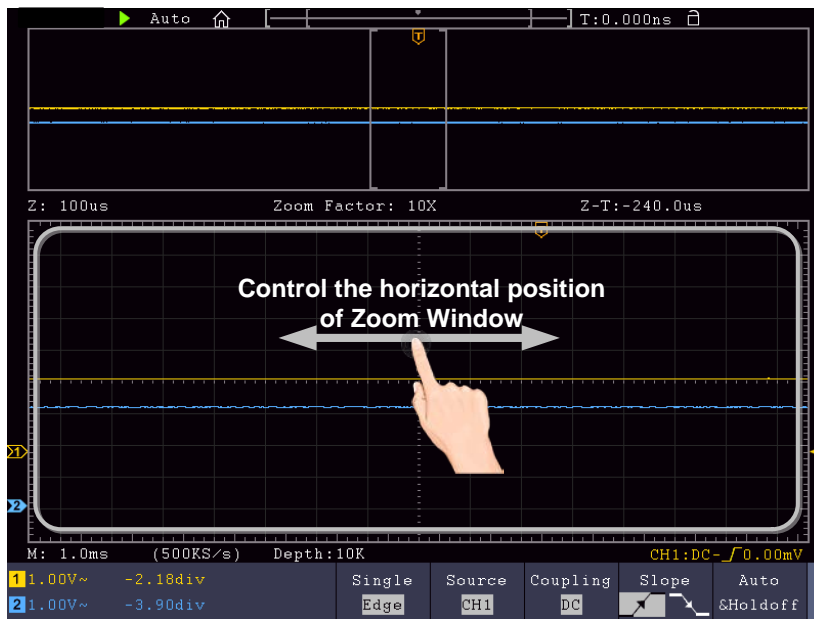 Auto T:0.000ns
T
Z: 100us Zoom Factor: 10X Z-T:-240.0us
Control the horizontal position
of Zoom Window
1
2
M: 1.0ms (500KS/s) Depth:10K CH1:DC- 0.00mV
1 1.00V~ -2.18div Single Source Coupling Slope Auto
2 1.00V~ -3.90div Edge CH1 DC &Holdoff